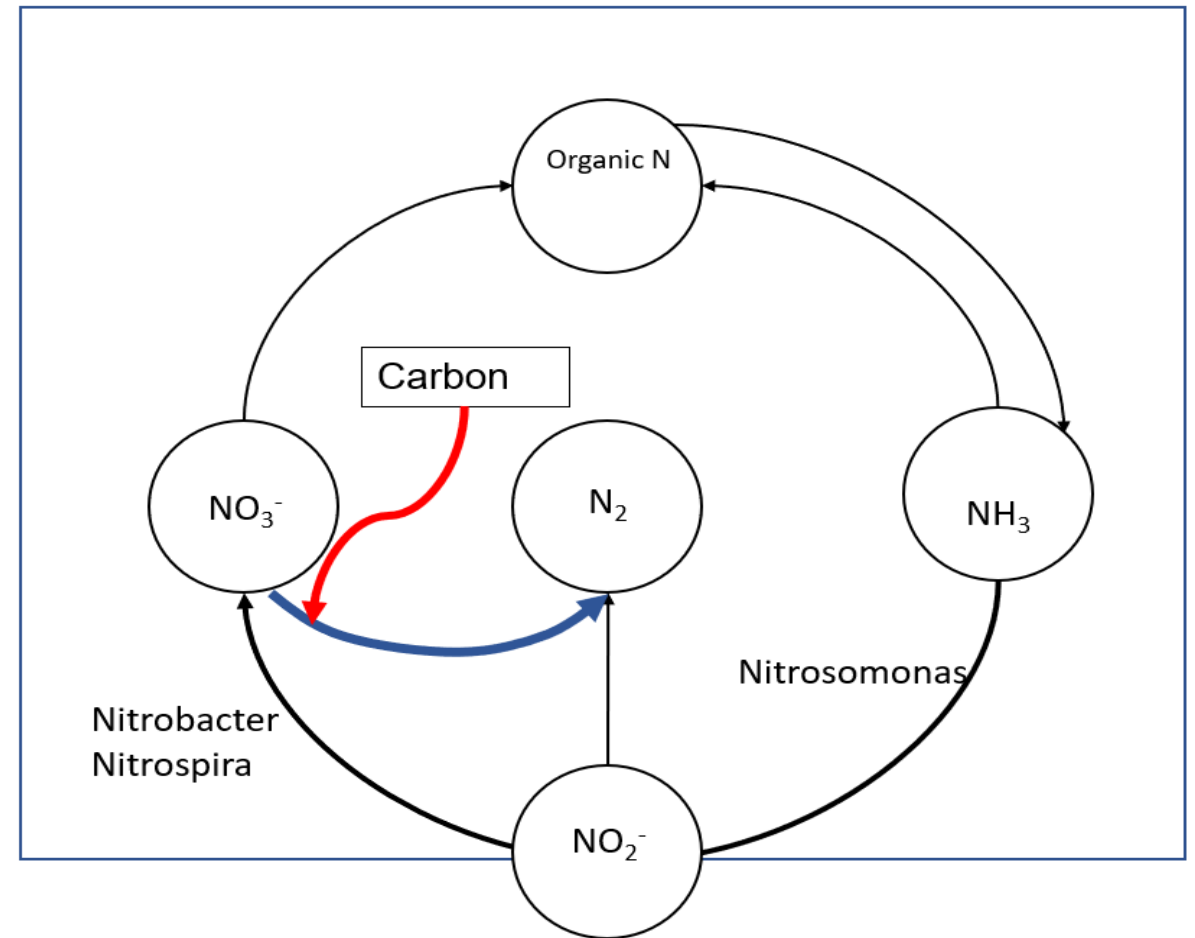 Organic N
Carbon
NO₃⁻
N₂
NH₃
Nitrosomonas
Nitrobacter
Nitrospira
NO₂⁻